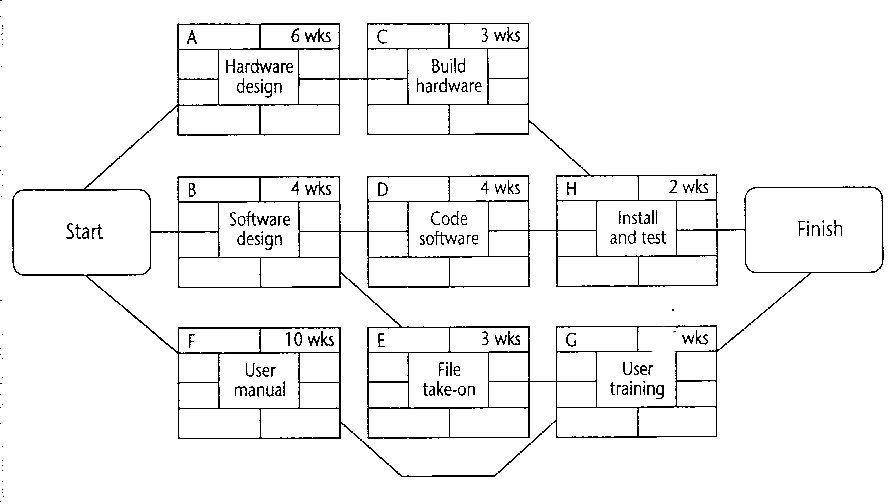 A 6 wks
Hardware
design
C 3 wks
Build
hardware
Start
B 4 wks
Software
design
D 4 wks
Code
software
H 2 wks
Install
and test
Finish
F 10 wks
User
manual
E 3 wks
File
take-on
G wks
User
training